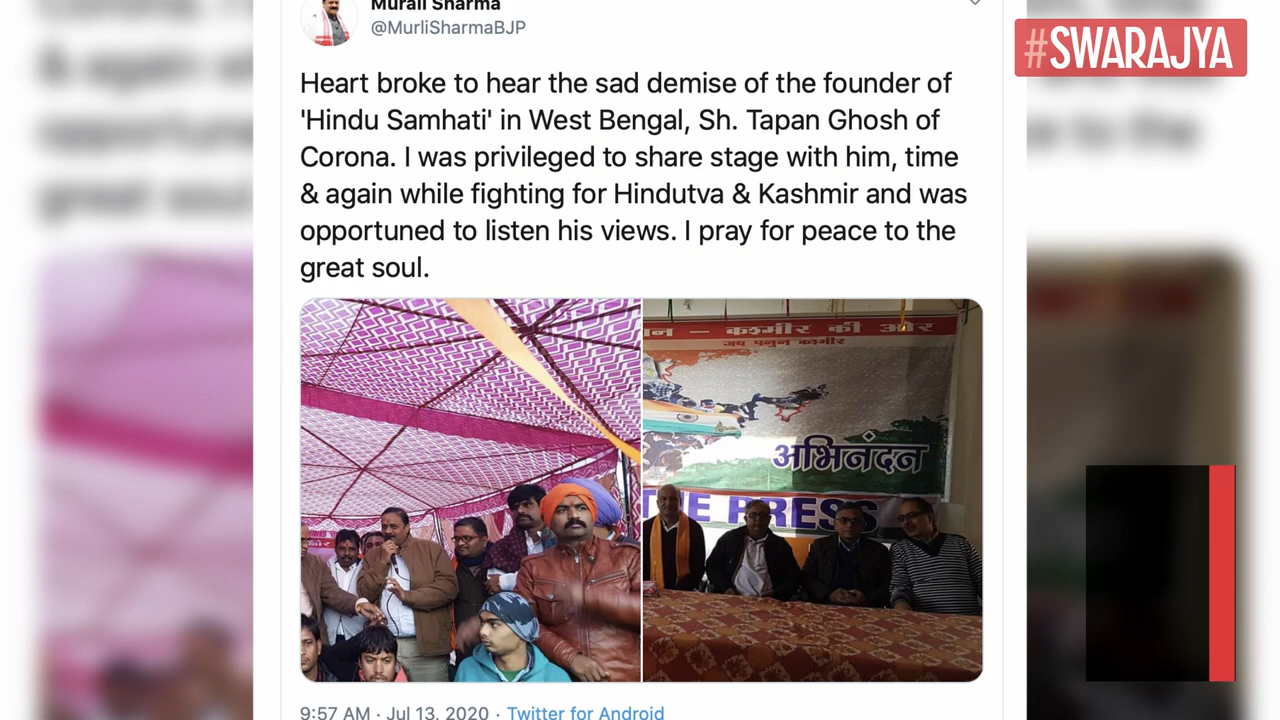 Murali Sharma
@MurliSharmaBJP
#SWARAJYA
Heart broke to hear the sad demise of the founder of
'Hindu Samhati' in West Bengal, Sh. Tapan Ghosh of
Corona. I was privileged to share stage with him, time
& again while fighting for Hindutva & Kashmir and was
opportuned to listen his views. I pray for peace to the
great soul.
– कश्मीर की ओर
जय पनुन कश्मीर
अभिनंदन
THE PRESS
9:57 AM · Jul 13, 2020 · Twitter for Android